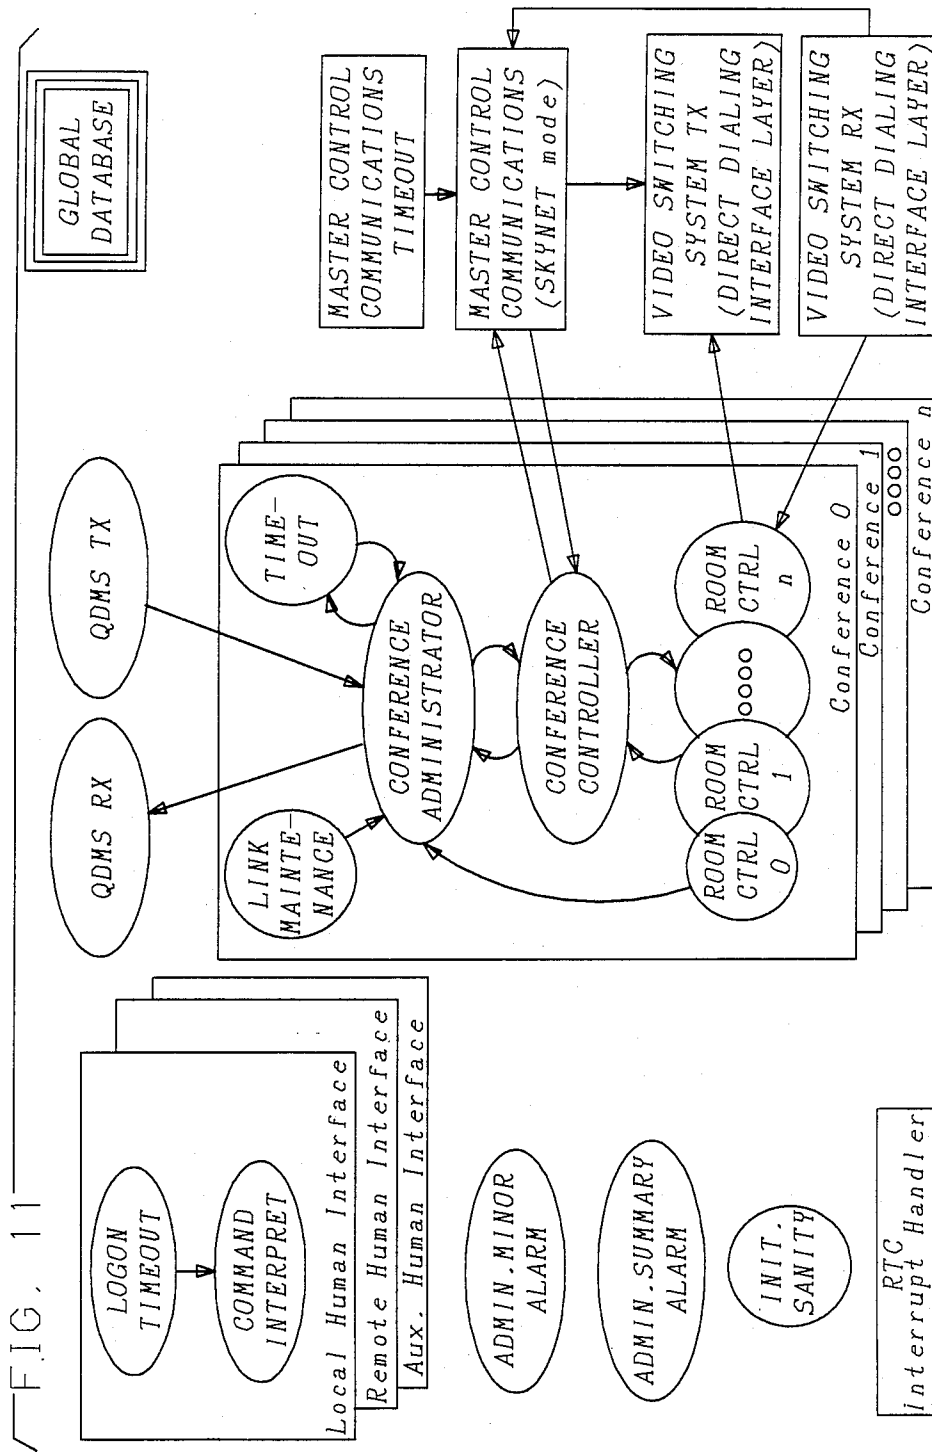 FIG. 11
GLOBAL
DATABASE
LOGON
TIMEOUT
COMMAND
INTERPRET
Local Human Interface
Remote Human Interface
Aux. Human Interface
ADMIN.MINOR
ALARM
ADMIN.SUMMARY
ALARM
INIT.
SANITY
RTC
Interrupt Handler
QDMS RX
QDMS TX
LINK
MAINTE-
NANCE
TIME-
OUT
CONFERENCE
ADMINISTRATOR
CONFERENCE
CONTROLLER
ROOM
CTRL
0
ROOM
CTRL
1
oooo
ROOM
CTRL
n
Conference 0
Conference 1
oooo
Conference n
MASTER CONTROL
COMMUNICATIONS
TIMEOUT
MASTER CONTROL
COMMUNICATIONS
(SKYNET mode)
VIDEO SWITCHING
SYSTEM TX
(DIRECT DIALING
INTERFACE LAYER)
VIDEO SWITCHING
SYSTEM RX
(DIRECT DIALING
INTERFACE LAYER)